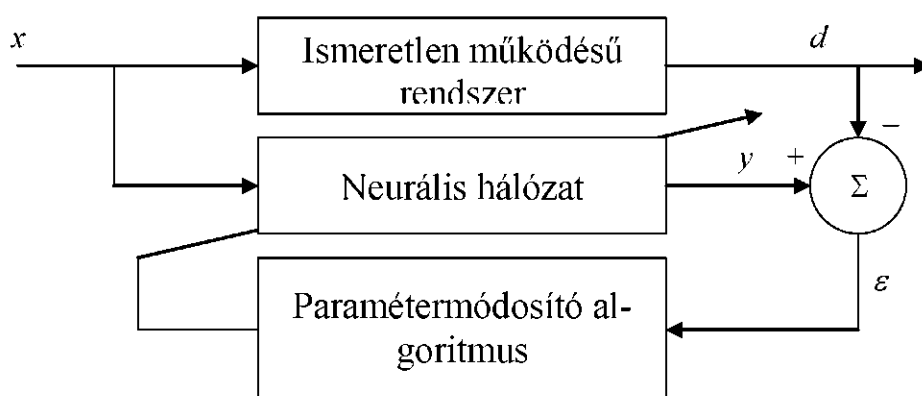 x
Ismeretlen működésű
rendszer
d
−
Neurális hálózat
y
+
Σ
Paramétermódosító al-
goritmus
ε